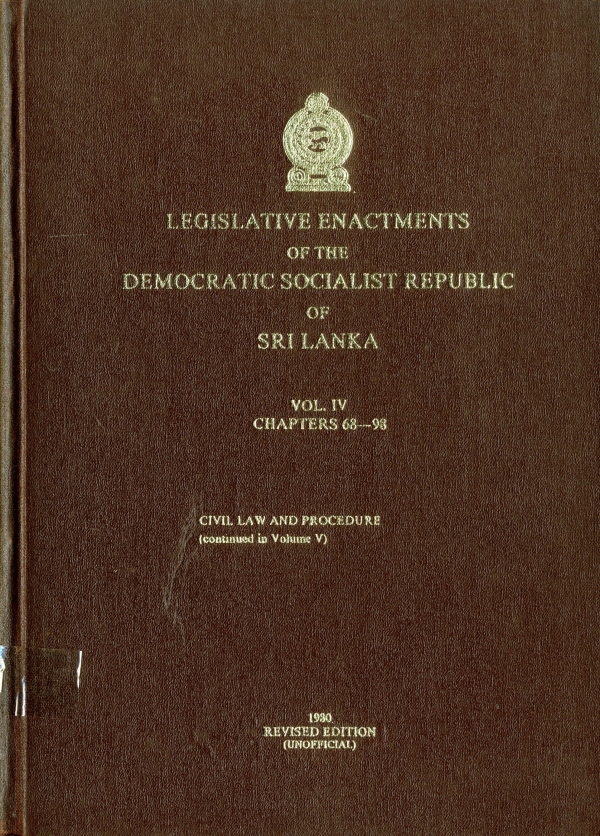 LEGISLATIVE ENACTMENTS
OF THE
DEMOCRATIC SOCIALIST REPUBLIC
OF
SRI LANKA
VOL. IV
CHAPTERS 68—98
CIVIL LAW AND PROCEDURE
(continued in Volume V)
1980
REVISED EDITION
(UNOFFICIAL)